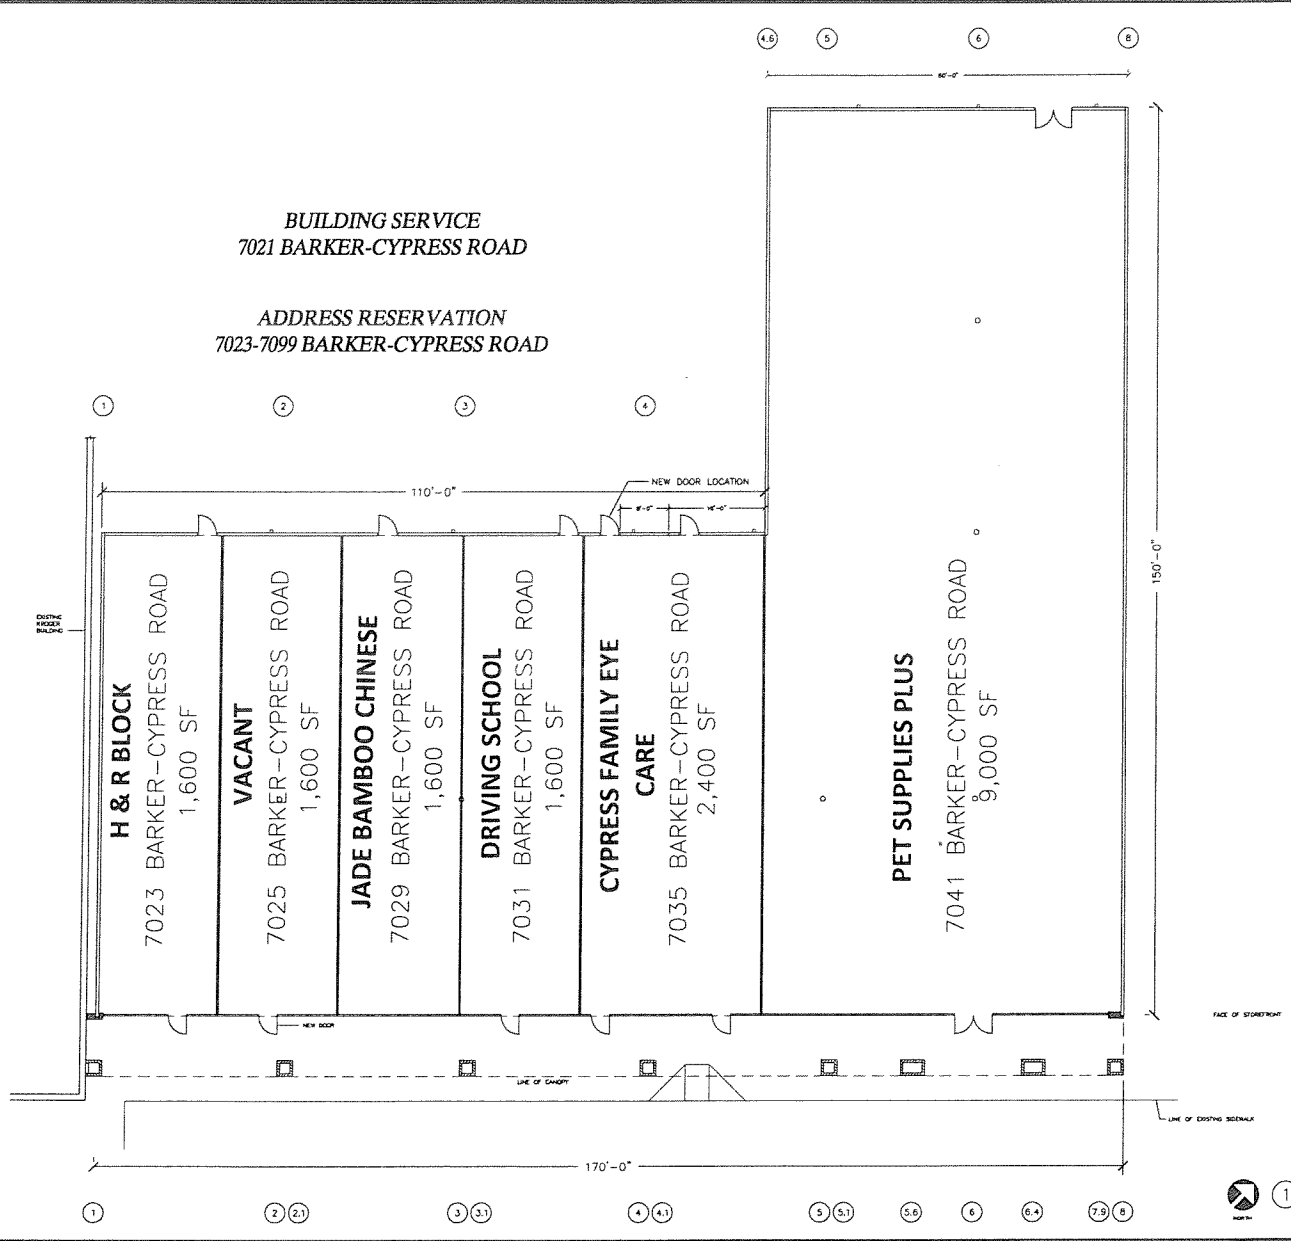 4.6 5 6 8
60'-0"
BUILDING SERVICE
7021 BARKER-CYPRESS ROAD
ADDRESS RESERVATION
7023-7099 BARKER-CYPRESS ROAD
1 2 3 4
NEW DOOR LOCATION
110'-0"
150'-0"
EXISTING
KROGER
BUILDING
H & R BLOCK
7023 BARKER-CYPRESS ROAD
1,600 SF
VACANT
7025 BARKER-CYPRESS ROAD
1,600 SF
JADE BAMBOO CHINESE
7029 BARKER-CYPRESS ROAD
1,600 SF
DRIVING SCHOOL
7031 BARKER-CYPRESS ROAD
1,600 SF
CYPRESS FAMILY EYE
CARE
7035 BARKER-CYPRESS ROAD
2,400 SF
PET SUPPLIES PLUS
7041 BARKER-CYPRESS ROAD
9,000 SF
NEW DOOR
FACE OF STOREFRONT
LINE OF CANOPY
LINE OF EXISTING SIDEWALK
170'-0"
1 2 2.1 3 3.1 4 4.1 5 5.1 5.6 6 6.4 7.9 8
NORTH
1